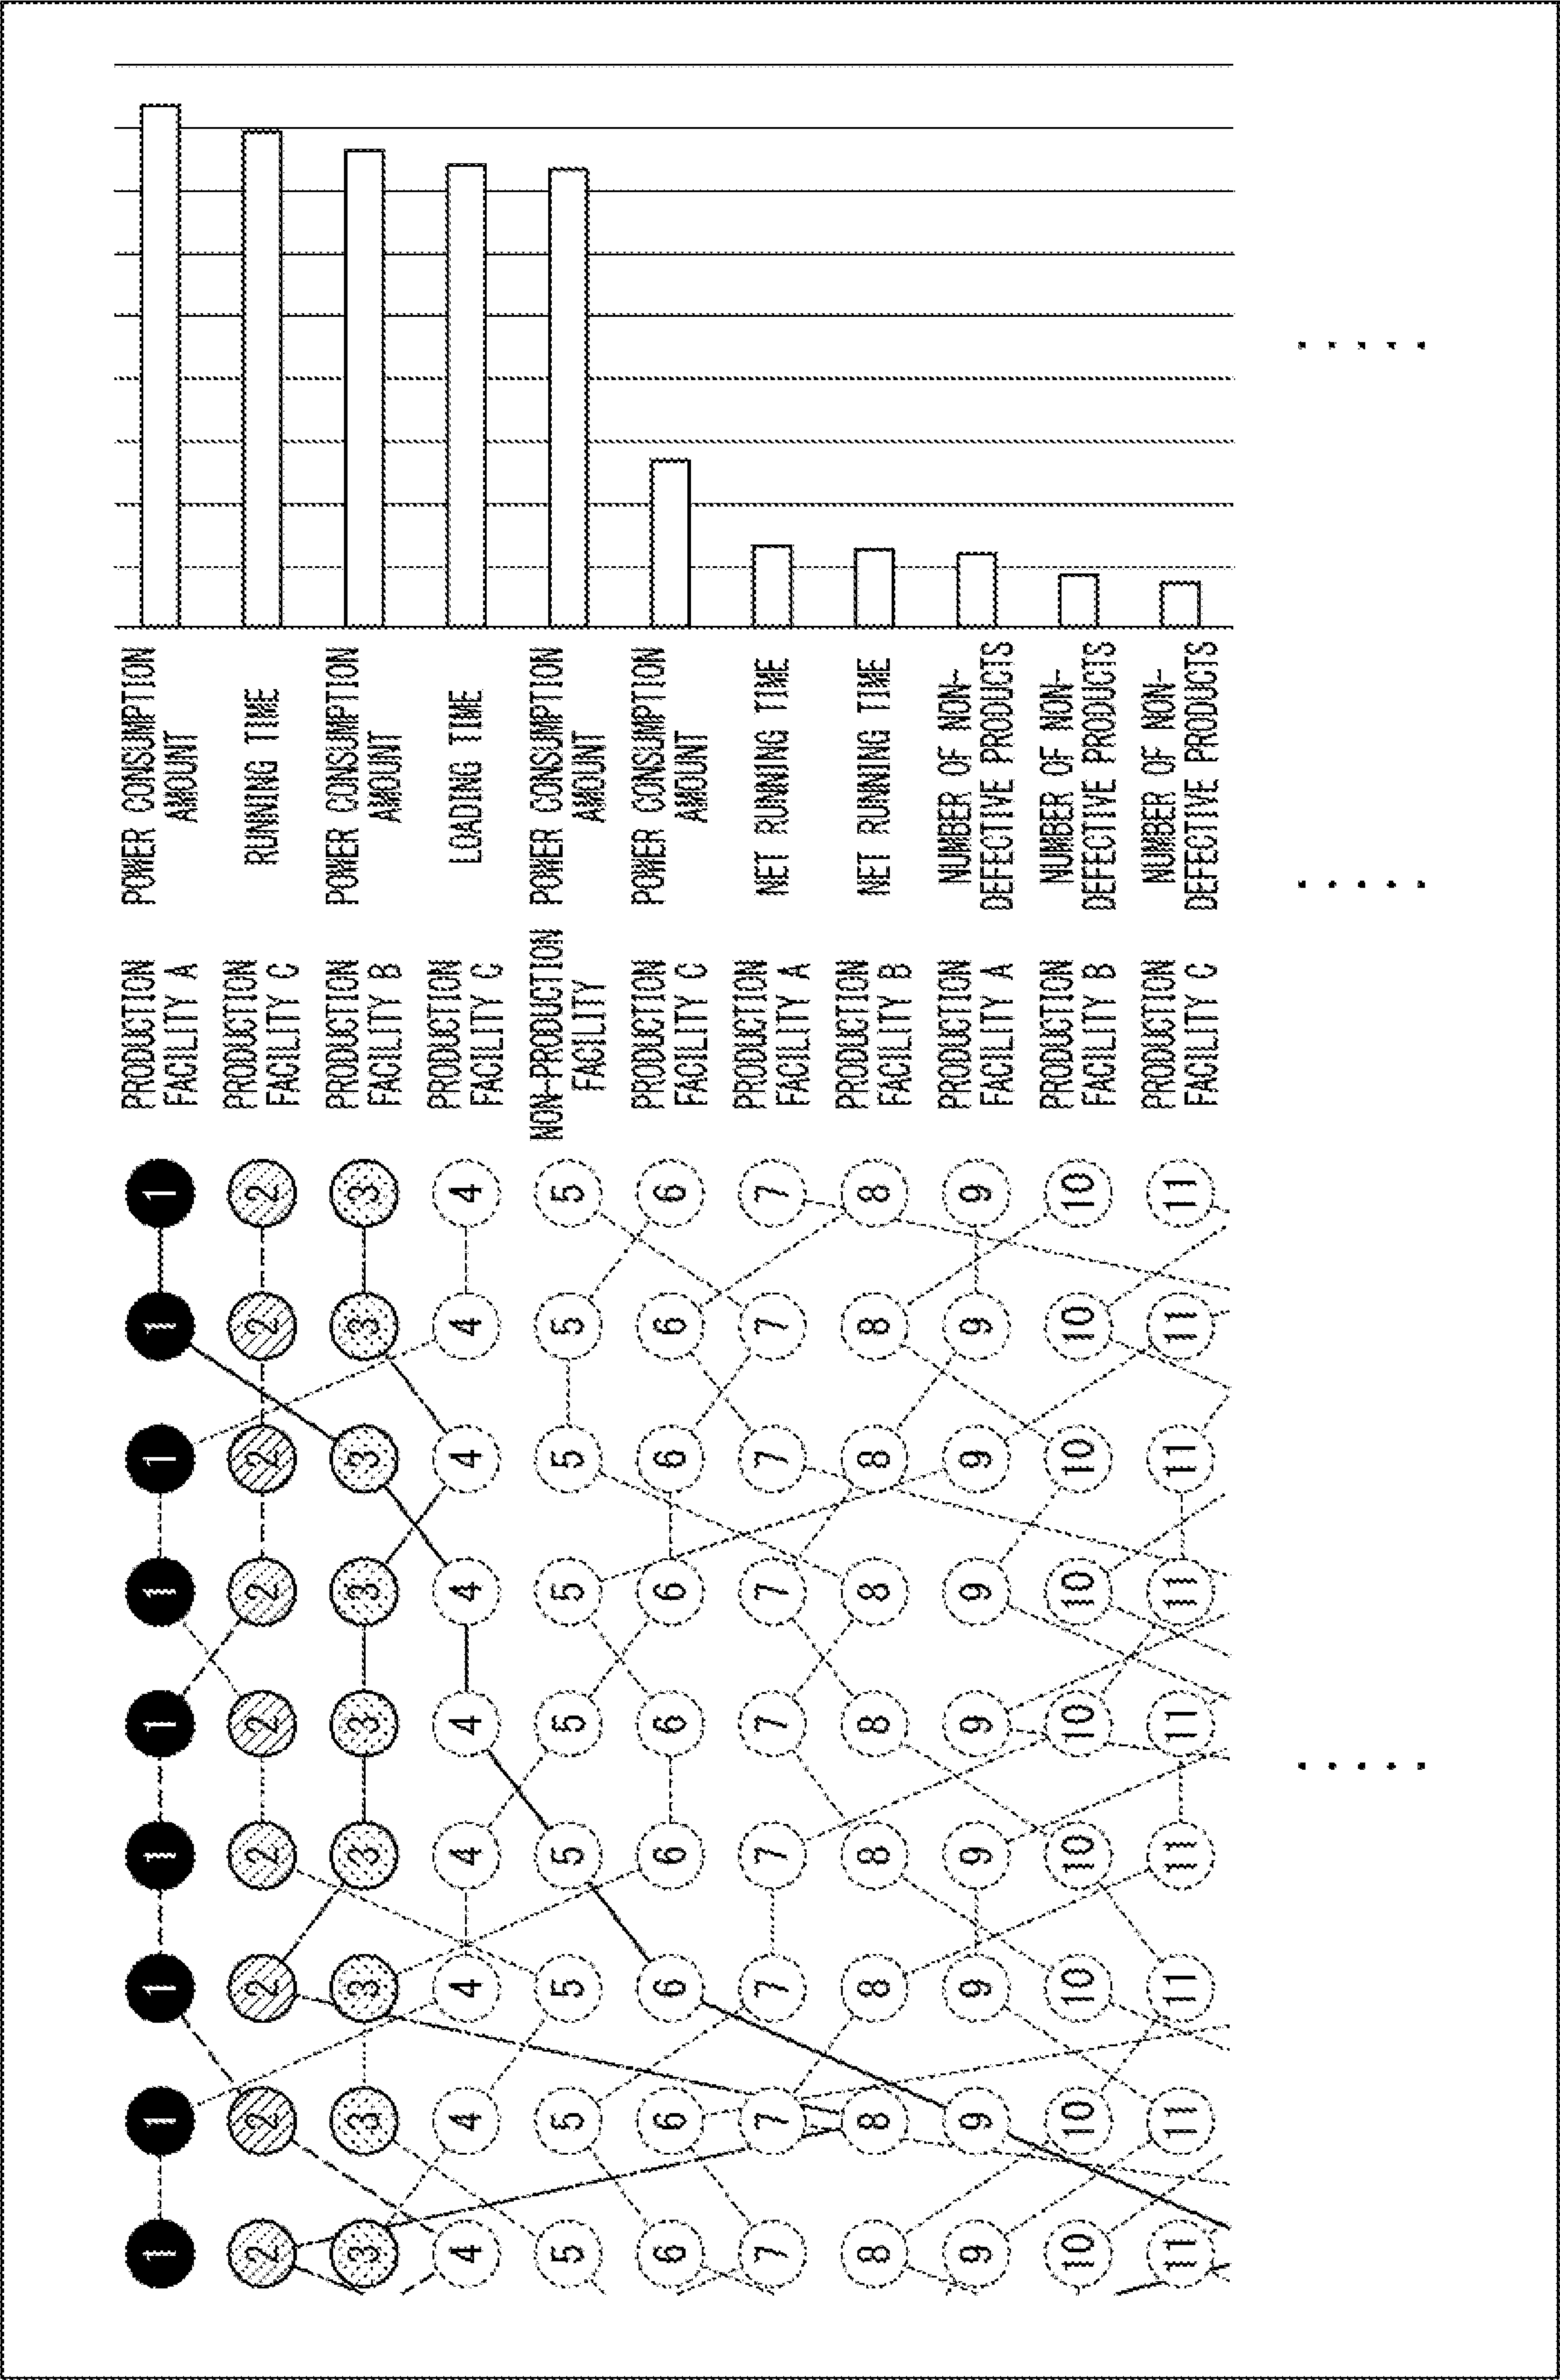 1 1 1 1 1 1 1 1 1 PRODUCTION POWER CONSUMPTION
FACILITY A AMOUNT
2 2 2 2 2 2 2 2 2 PRODUCTION RUNNING TIME
FACILITY C
3 3 3 3 3 3 3 3 3 PRODUCTION POWER CONSUMPTION
FACILITY B AMOUNT
4 4 4 4 4 4 4 4 4 PRODUCTION LOADING TIME
FACILITY C
5 5 5 5 5 5 5 5 5 NON-PRODUCTION POWER CONSUMPTION
FACILITY AMOUNT
6 6 6 6 6 6 6 6 6 PRODUCTION POWER CONSUMPTION
FACILITY C AMOUNT
7 7 7 7 7 7 7 7 7 PRODUCTION NET RUNNING TIME
FACILITY A
8 8 8 8 8 8 8 8 8 PRODUCTION NET RUNNING TIME
FACILITY B
9 9 9 9 9 9 9 9 9 PRODUCTION NUMBER OF NON-
FACILITY A DEFECTIVE PRODUCTS
10 10 10 10 10 10 10 10 10 PRODUCTION NUMBER OF NON-
FACILITY B DEFECTIVE PRODUCTS
11 11 11 11 11 11 11 11 11 PRODUCTION NUMBER OF NON-
FACILITY C DEFECTIVE PRODUCTS